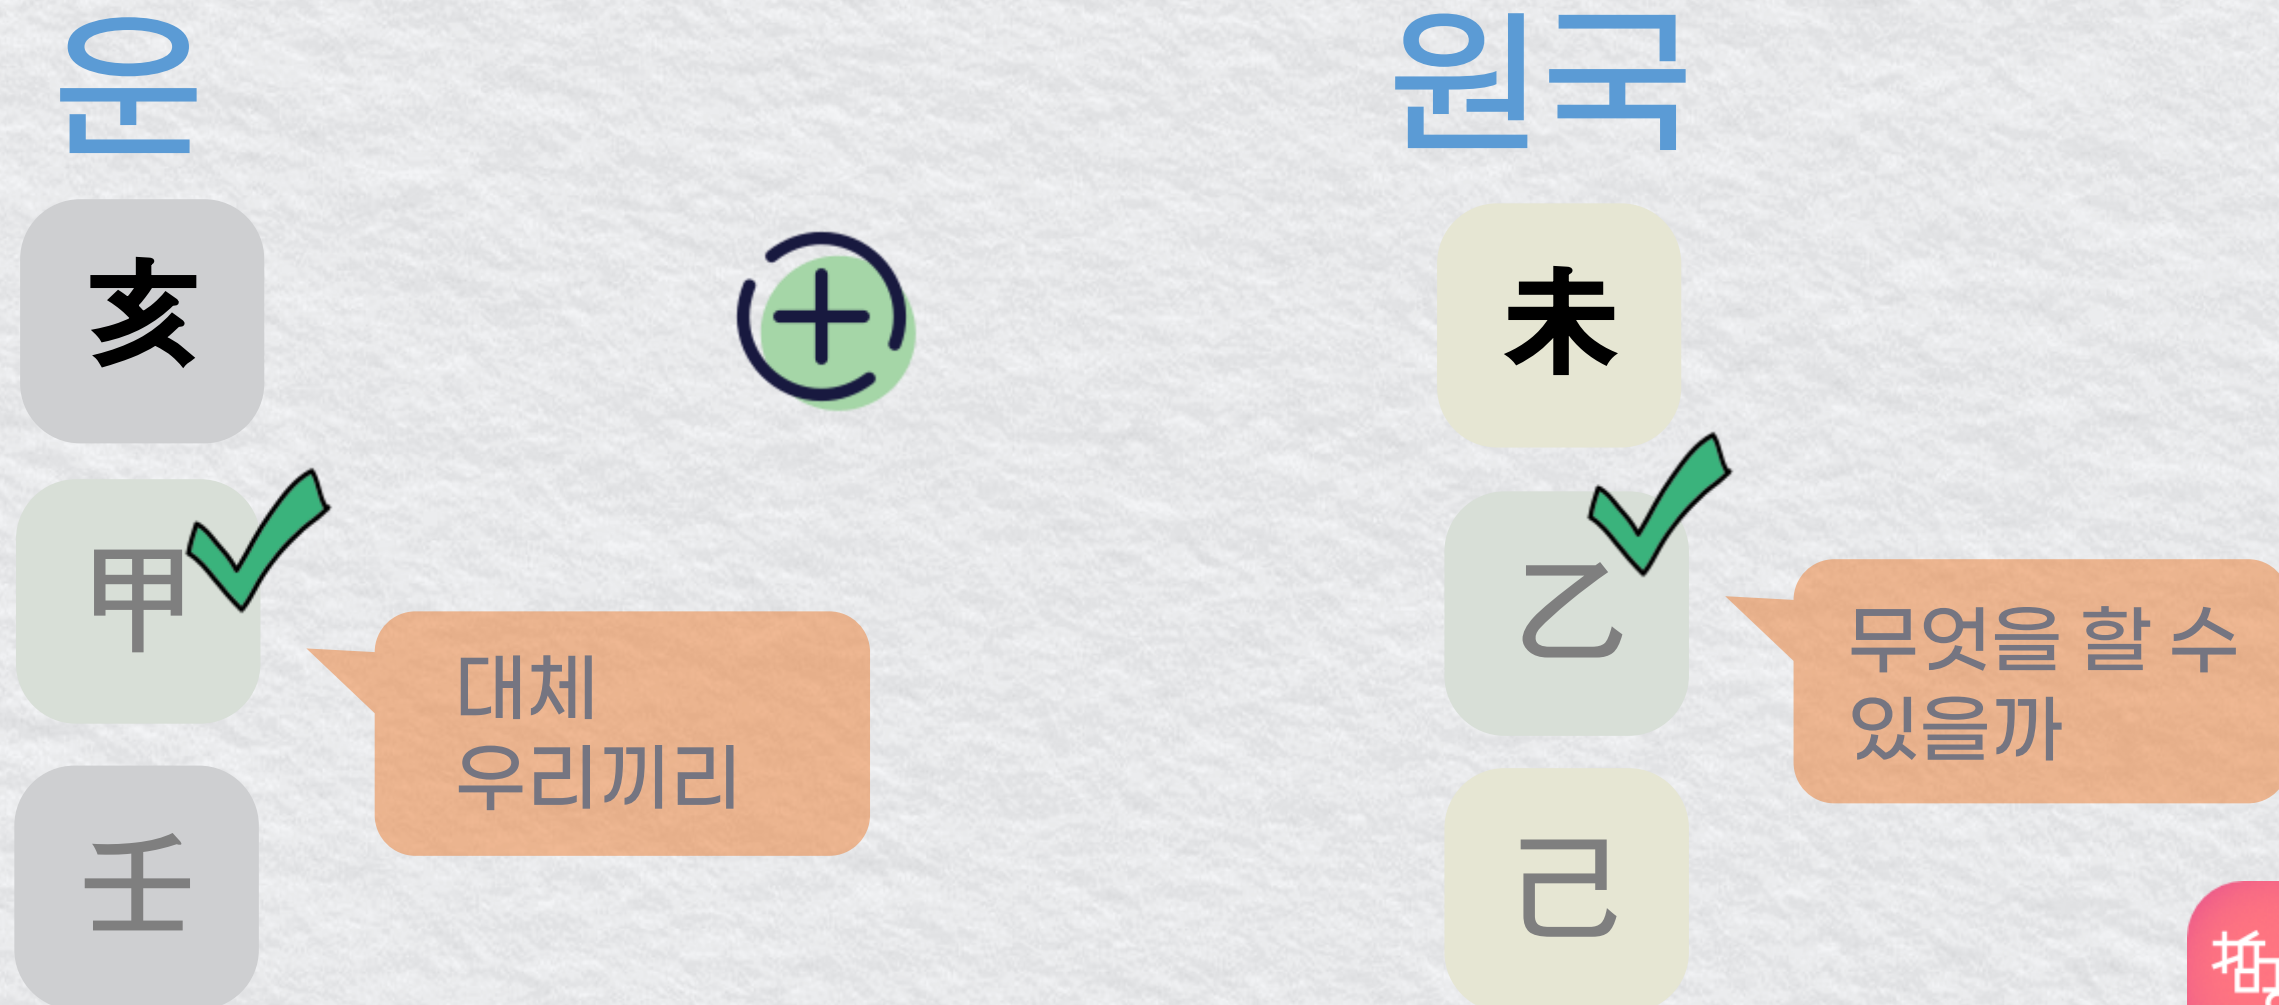 운
원국
亥
未
甲
乙
대체
우리끼리
무엇을 할 수
있을까
壬
己